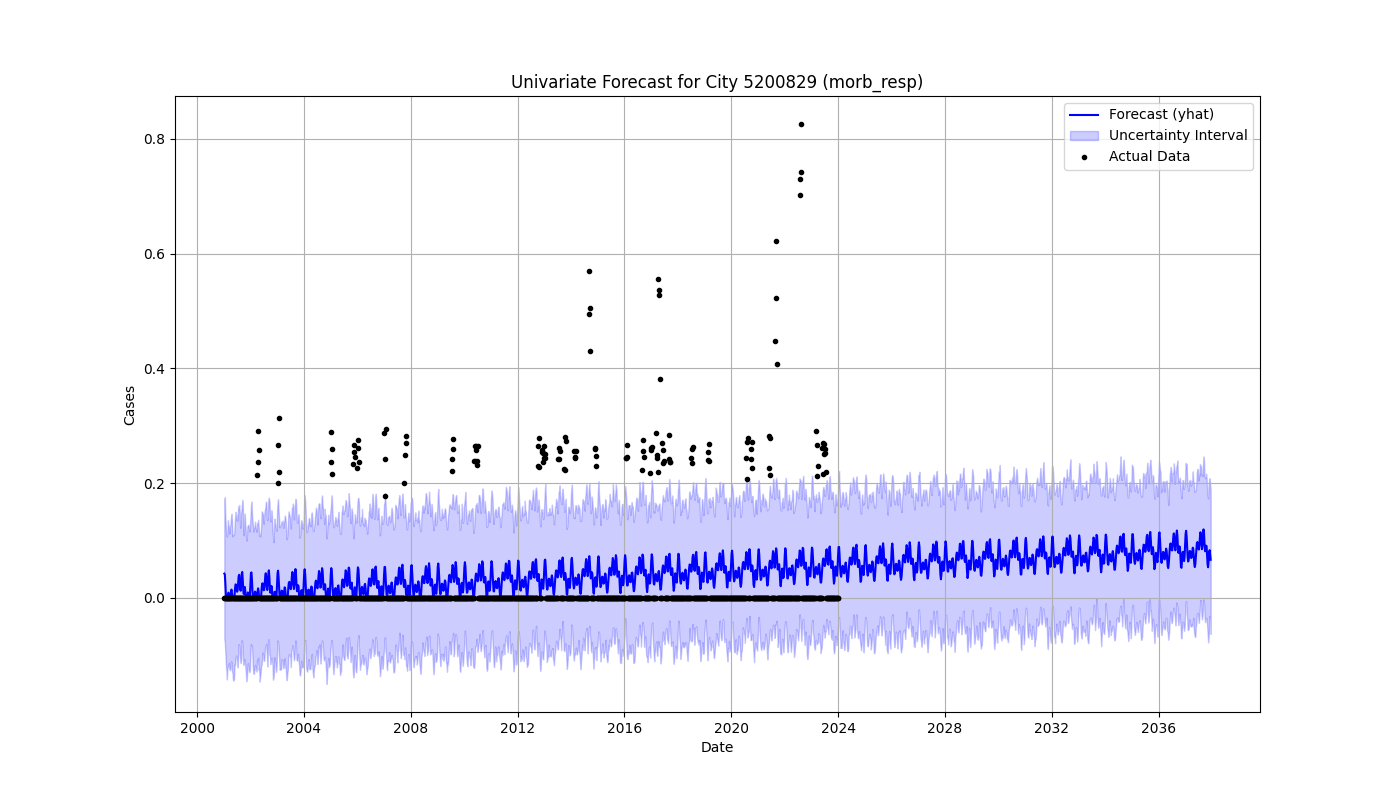 Univariate Forecast for City 5200829 (morb_resp)
Forecast (yhat)
Uncertainty Interval
Actual Data
Cases
0.8
0.6
0.4
0.2
0.0
2000 2004 2008 2012 2016 2020 2024 2028 2032 2036
Date